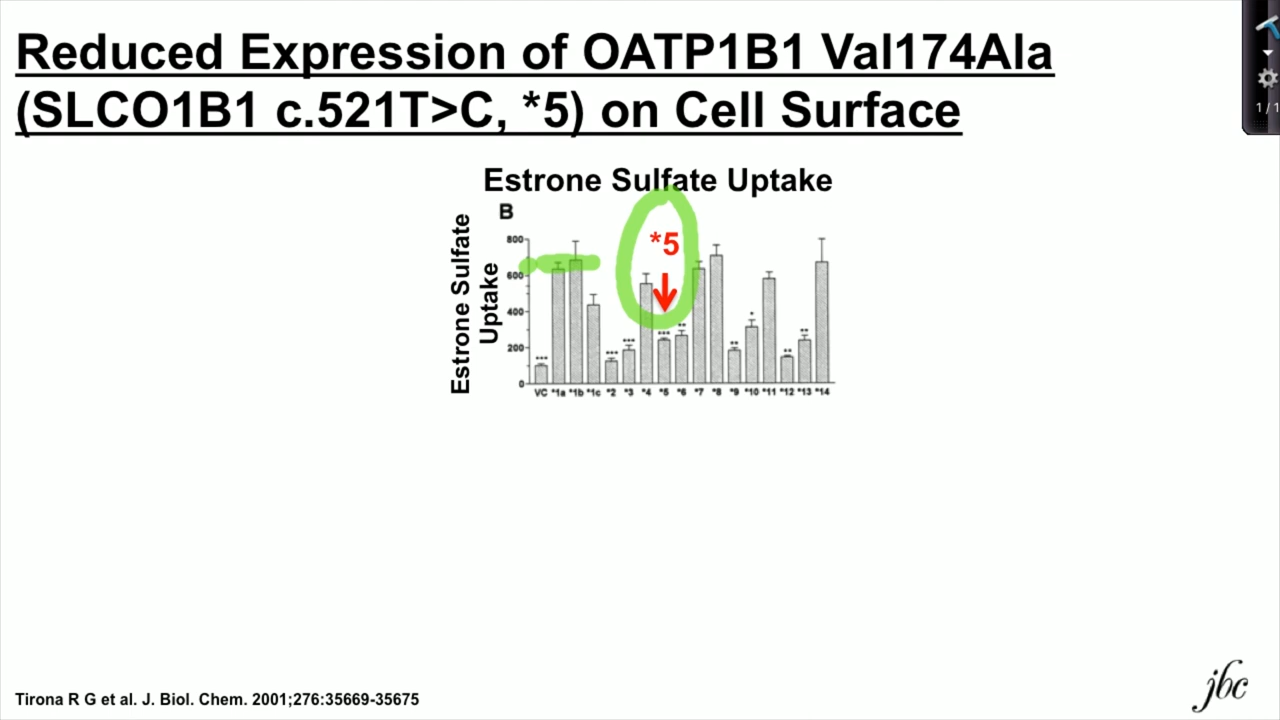 Reduced Expression of OATP1B1 Val174Ala
(SLCO1B1 c.521T>C, *5) on Cell Surface
1/1
Estrone Sulfate Uptake
B
Estrone Sulfate
Uptake
*5
800
600
400
200
0
*** *** *** *** ** ** * ** **
VC *1a *1b *1c *2 *3 *4 *5 *6 *7 *8 *9 *10 *11 *12 *13 *14
Tirona R G et al. J. Biol. Chem. 2001;276:35669-35675
jbc